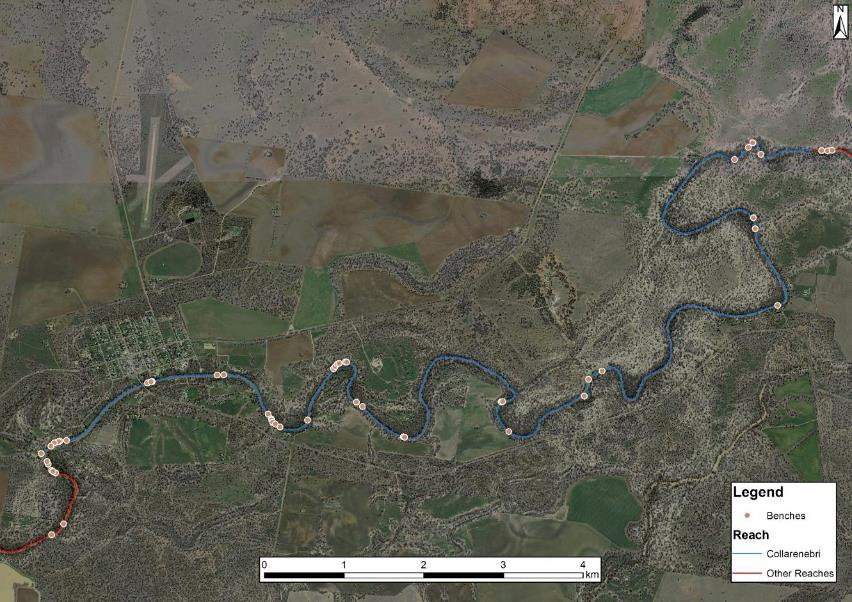 N
Legend
Benches
Reach
Collarenebri
Other Reaches
0 1 2 3 4
km